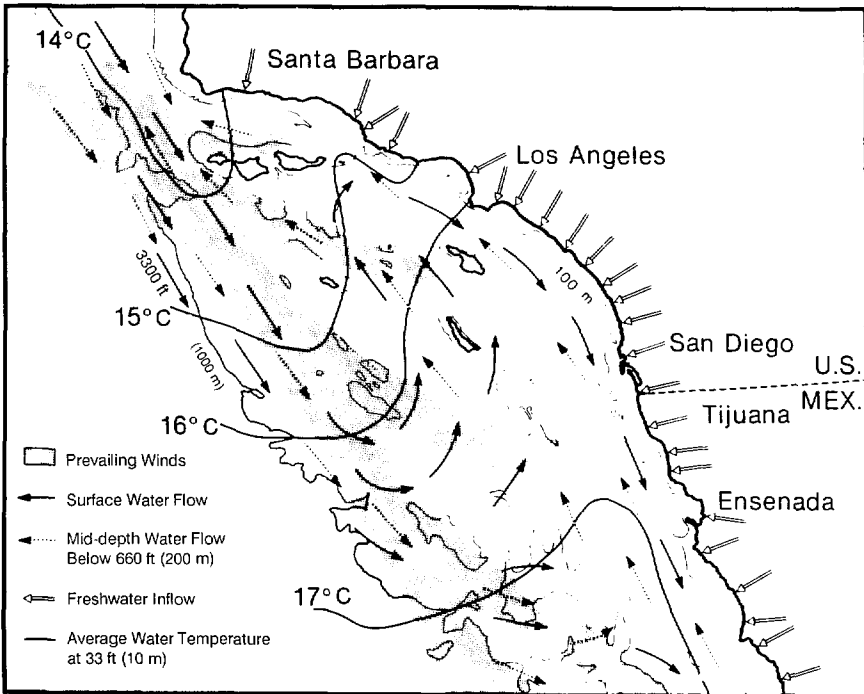 14°C
Santa Barbara
Los Angeles
3300 ft
(1000 m)
100 m
15°C
San Diego
U.S.
MEX.
Tijuana
16°C
Ensenada
17°C
Prevailing Winds
Surface Water Flow
Mid-depth Water Flow
Below 660 ft (200 m)
Freshwater Inflow
Average Water Temperature
at 33 ft (10 m)